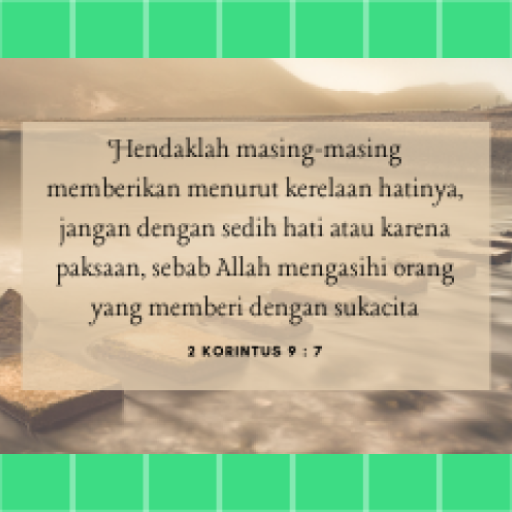 Hendaklah masing-masing
memberikan menurut kerelaan hatinya,
jangan dengan sedih hati atau karena
paksaan, sebab Allah mengasihi orang
yang memberi dengan sukacita
2 KORINTUS 9 : 7